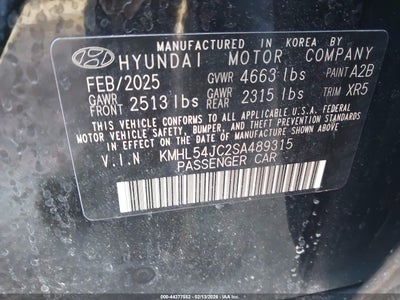 MANUFACTURED IN KOREA BY
HYUNDAI MOTOR COMPANY
FEB/2025 GVWR 4663 lbs PAINT A2B
GAWR FRONT 2513 lbs GAWR REAR 2315 lbs TRIM XR5
THIS VEHICLE CONFORMS TO ALL APPLICABLE U.S.A. FEDERAL
MOTOR VEHICLE SAFETY, BUMPER, AND THEFT PREVENTION STANDARDS
IN EFFECT ON THE DATE OF MANUFACTURE SHOWN ABOVE.
V.I.N KMHL54JC2SA489315
PASSENGER CAR
500 - 44377552 - 02/13/2026 - IAA Inc. |